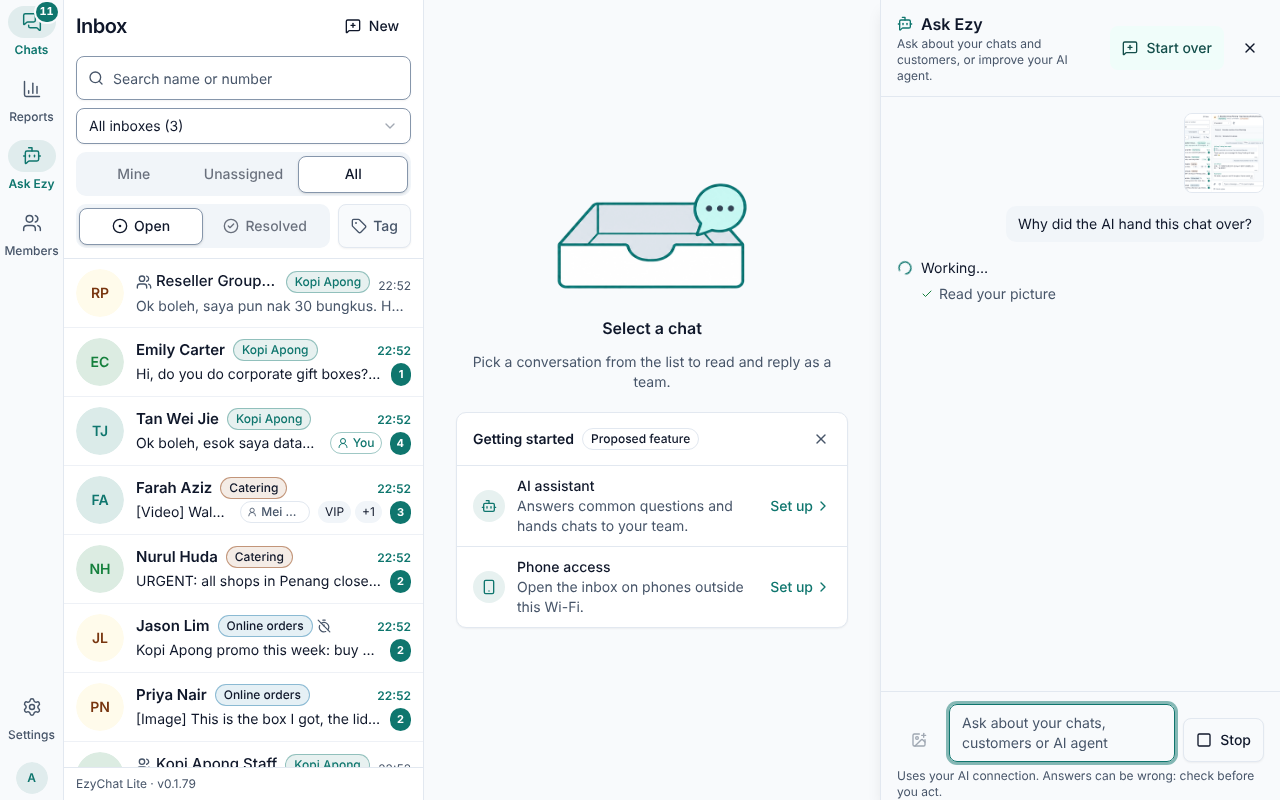 11
Chats
Reports
Ask Ezy
Members
Settings
A
Inbox
New
Search name or number
All inboxes (3)
Mine
Unassigned
All
Open
Resolved
Tag
RP
Reseller Group...
Kopi Apong
22:52
Ok boleh, saya pun nak 30 bungkus. H...
EC
Emily Carter
Kopi Apong
22:52
Hi, do you do corporate gift boxes?...
1
TJ
Tan Wei Jie
Kopi Apong
22:52
Ok boleh, esok saya data...
You
4
FA
Farah Aziz
Catering
22:52
[Video] Wal...
Mei ...
VIP
+1
3
NH
Nurul Huda
Catering
22:52
URGENT: all shops in Penang close...
2
JL
Jason Lim
Online orders
22:52
Kopi Apong promo this week: buy ...
2
PN
Priya Nair
Online orders
22:52
[Image] This is the box I got, the lid...
2
Kopi Apong Staff
Kopi Apong
22:52
EzyChat Lite · v0.1.79
Select a chat
Pick a conversation from the list to read and reply as a
team.
Getting started
Proposed feature
AI assistant
Answers common questions and
hands chats to your team.
Set up
Phone access
Open the inbox on phones outside
this Wi-Fi.
Set up
Ask Ezy
Ask about your chats and
customers, or improve your AI
agent.
Start over
Why did the AI hand this chat over?
Working...
Read your picture
Ask about your chats,
customers or AI agent
Stop
Uses your AI connection. Answers can be wrong: check before
you act.